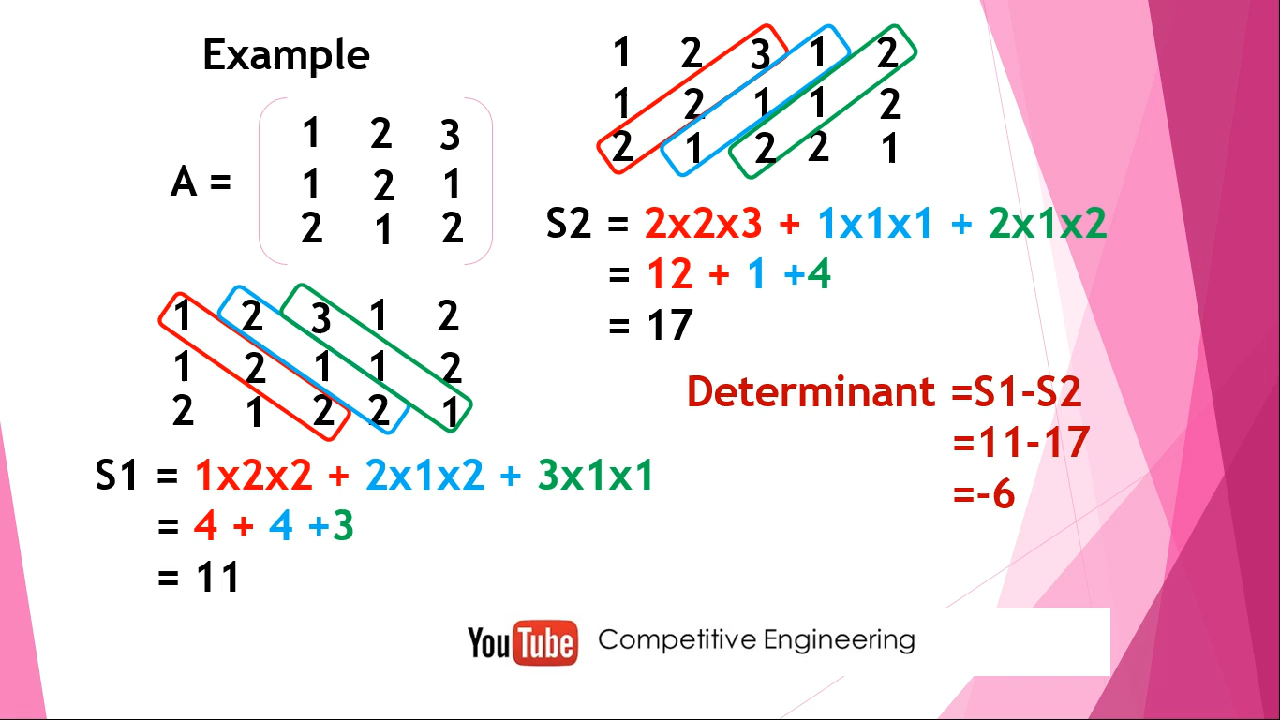 Example
A =
1 2 3
1 2 1
2 1 2
1 2 3 1 2
1 2 1 1 2
2 1 2 2 1
S1 = 1x2x2 + 2x1x2 + 3x1x1
= 4 + 4 +3
= 11
1 2 3 1 2
1 2 1 1 2
2 1 2 2 1
S2 = 2x2x3 + 1x1x1 + 2x1x2
= 12 + 1 +4
= 17
Determinant =S1-S2
=11-17
=-6
YouTube Competitive Engineering